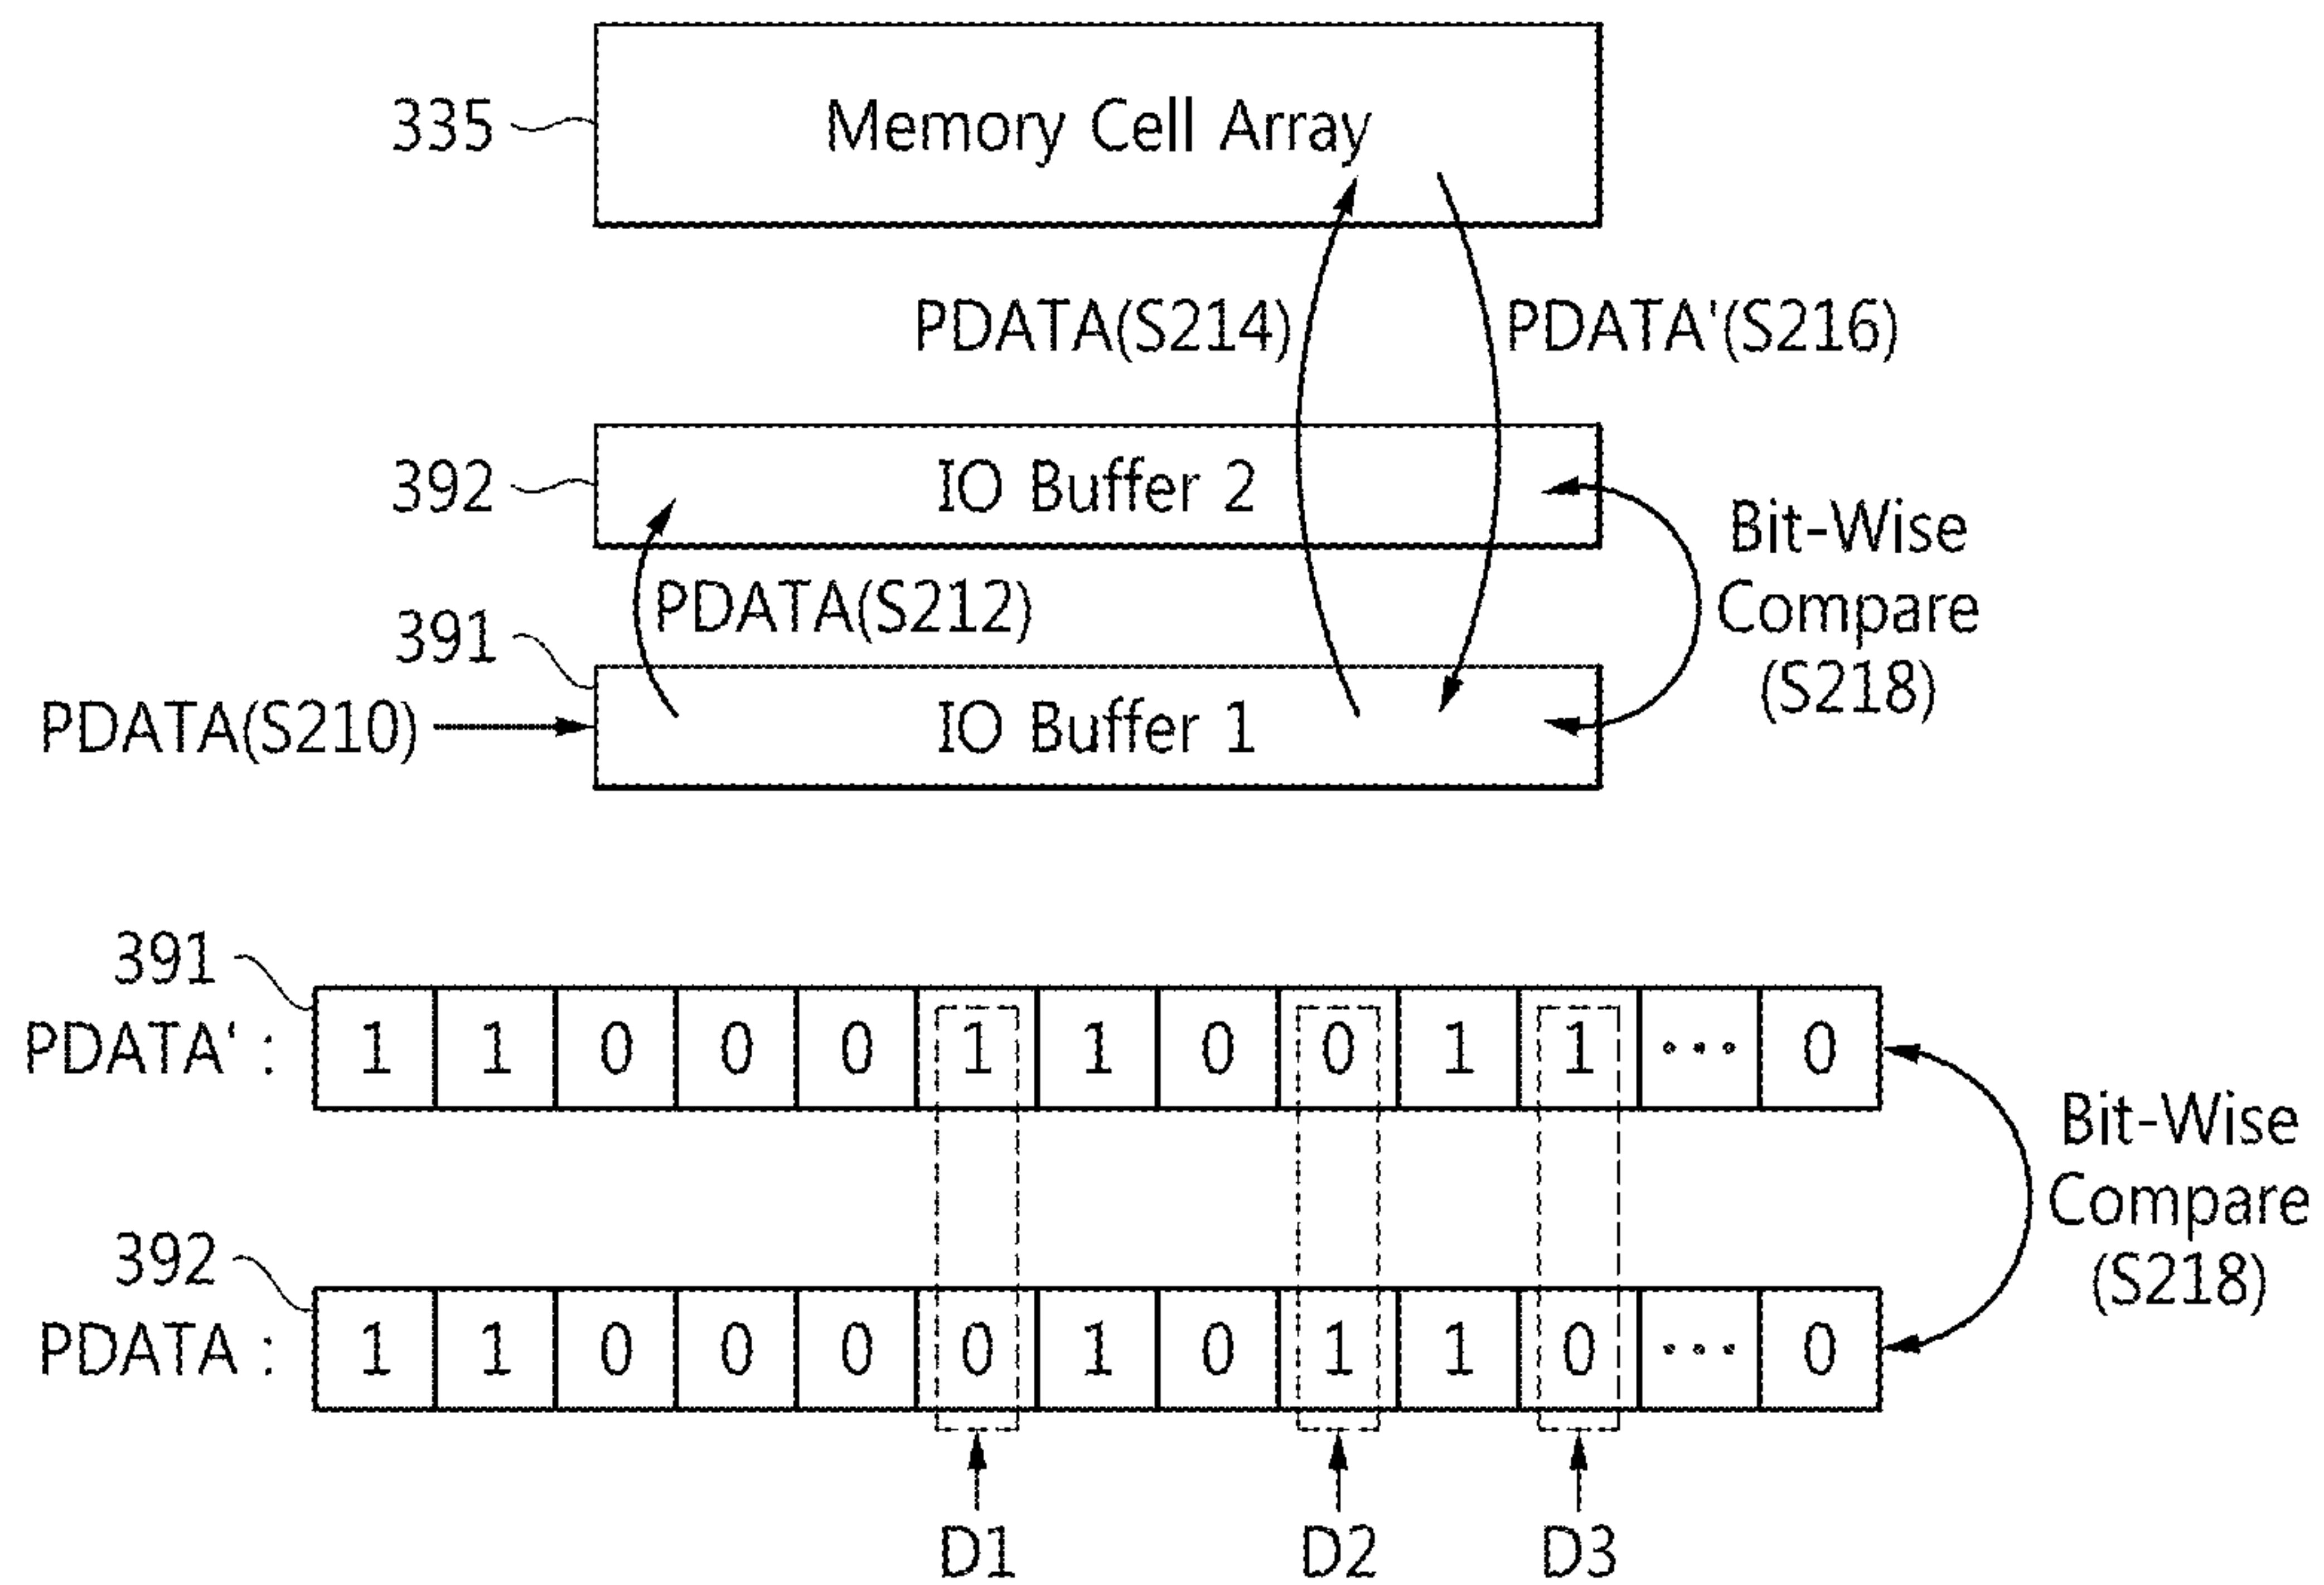 335
Memory Cell Array
PDATA(S214)
PDATA'(S216)
392
IO Buffer 2
Bit-Wise
Compare
(S218)
PDATA(S212)
391
PDATA(S210)
IO Buffer 1
391
PDATA' :
1 1 0 0 0 1 1 0 0 1 1 ··· 0
Bit-Wise
Compare
(S218)
392
PDATA :
1 1 0 0 0 0 1 0 1 1 0 ··· 0
D1
D2
D3